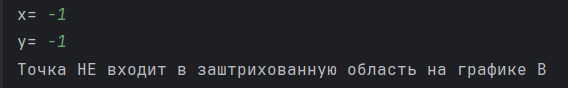 x= -1
y= -1
Точка НЕ входит в заштрихованную область на графике В